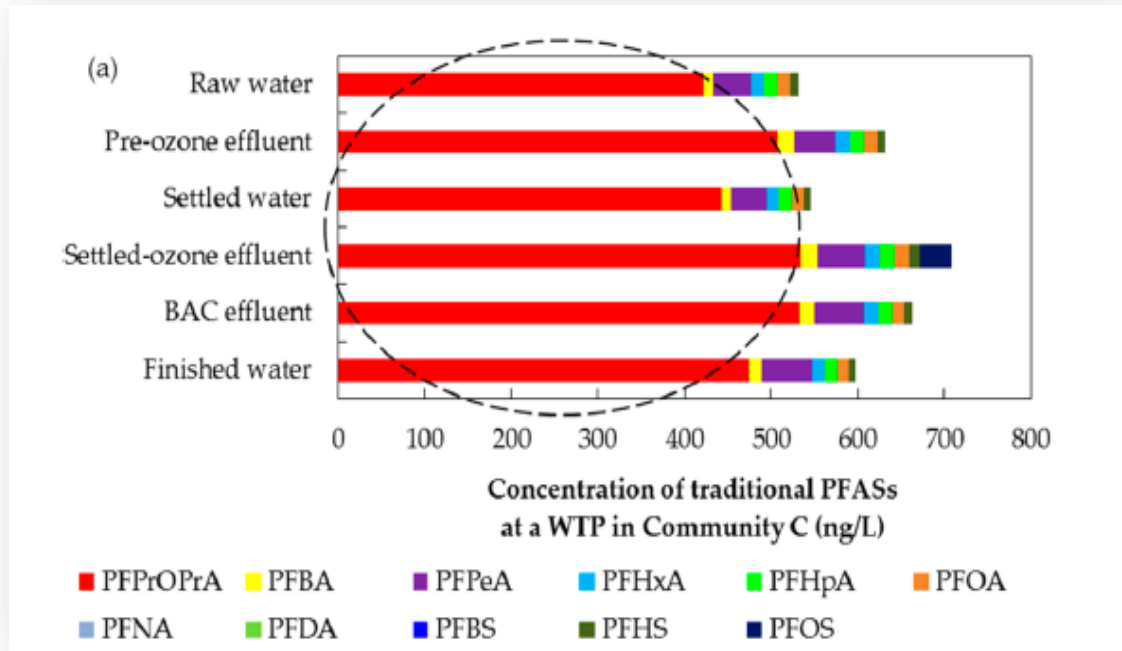 (a)
Raw water
Pre-ozone effluent
Settled water
Settled-ozone effluent
BAC effluent
Finished water
0 100 200 300 400 500 600 700 800
Concentration of traditional PFASs
at a WTP in Community C (ng/L)
PFPrOPrA PFBA PFPeA PFHxA PFHpA PFOA
PFNA PFDA PFBS PFHS PFOS